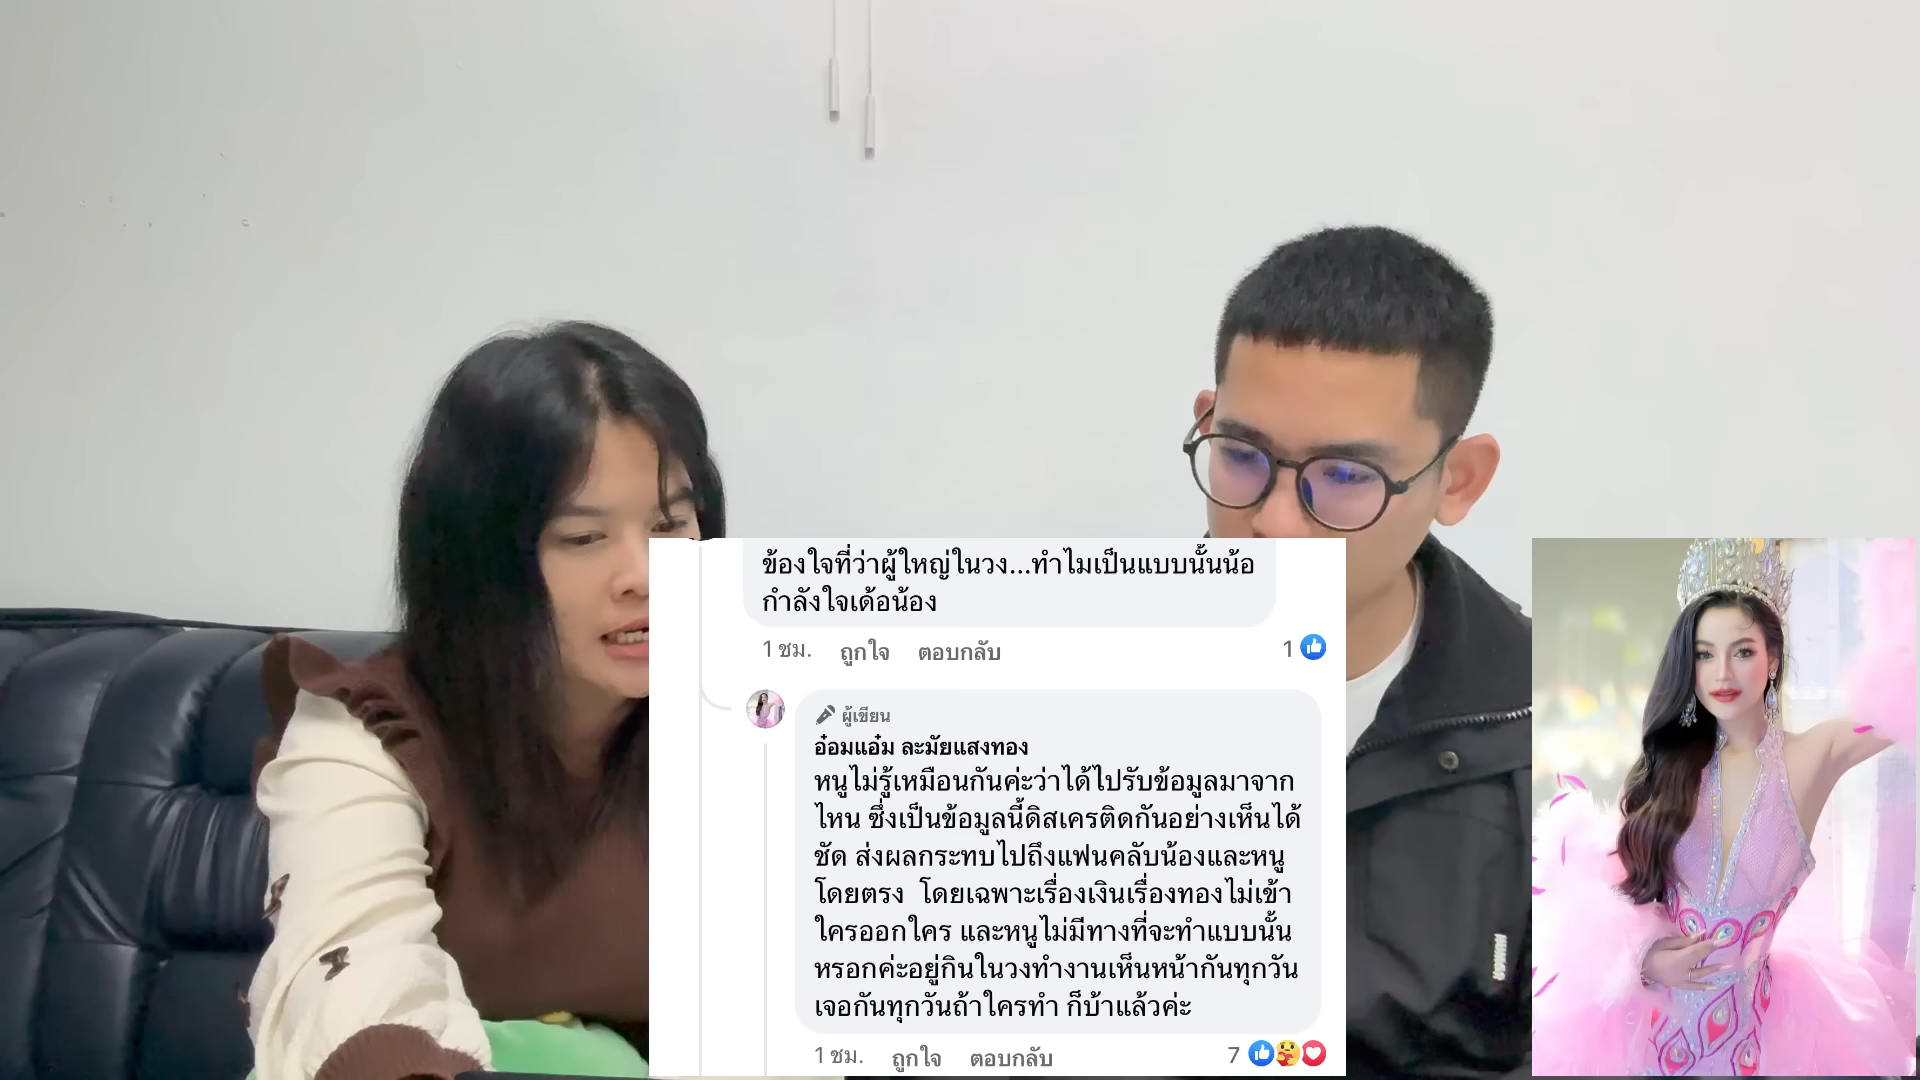 ข้องใจที่ว่าผู้ใหญ่ในวง...ทำไมเป็นแบบนั้นน้อ
กำลังใจเด้อน้อง
1 ชม. ถูกใจ ตอบกลับ 1
ผู้เขียน
อ๋อมแอ๋ม ละมัยแสงทอง
หนูไม่รู้เหมือนกันค่ะว่าได้ไปรับข้อมูลมาจาก
ไหน ซึ่งเป็นข้อมูลนี้ดิสเครติดกันอย่างเห็นได้
ชัด ส่งผลกระทบไปถึงแฟนคลับน้องและหนู
โดยตรง โดยเฉพาะเรื่องเงินเรื่องทองไม่เข้า
ใครออกใคร และหนูไม่มีทางที่จะทำแบบนั้น
หรอกค่ะอยู่กินในวงทำงานเห็นหน้ากันทุกวัน
เจอกันทุกวันถ้าใครทำ ก็บ้าแล้วค่ะ
1 ชม. ถูกใจ ตอบกลับ 7